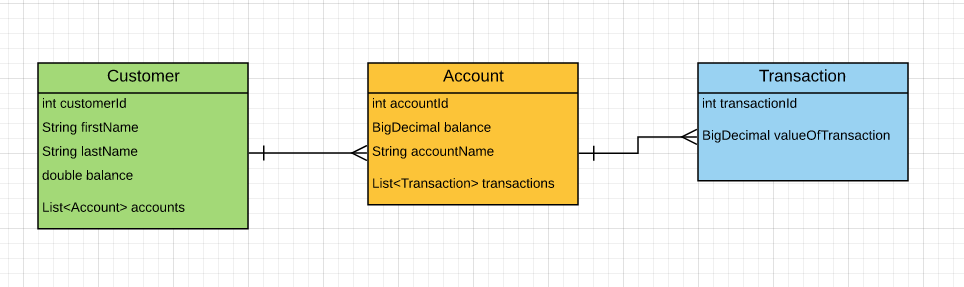 Customer
int customerId
String firstName
String lastName
double balance
List<Account> accounts
Account
int accountId
BigDecimal balance
String accountName
List<Transaction> transactions
Transaction
int transactionId
BigDecimal valueOfTransaction